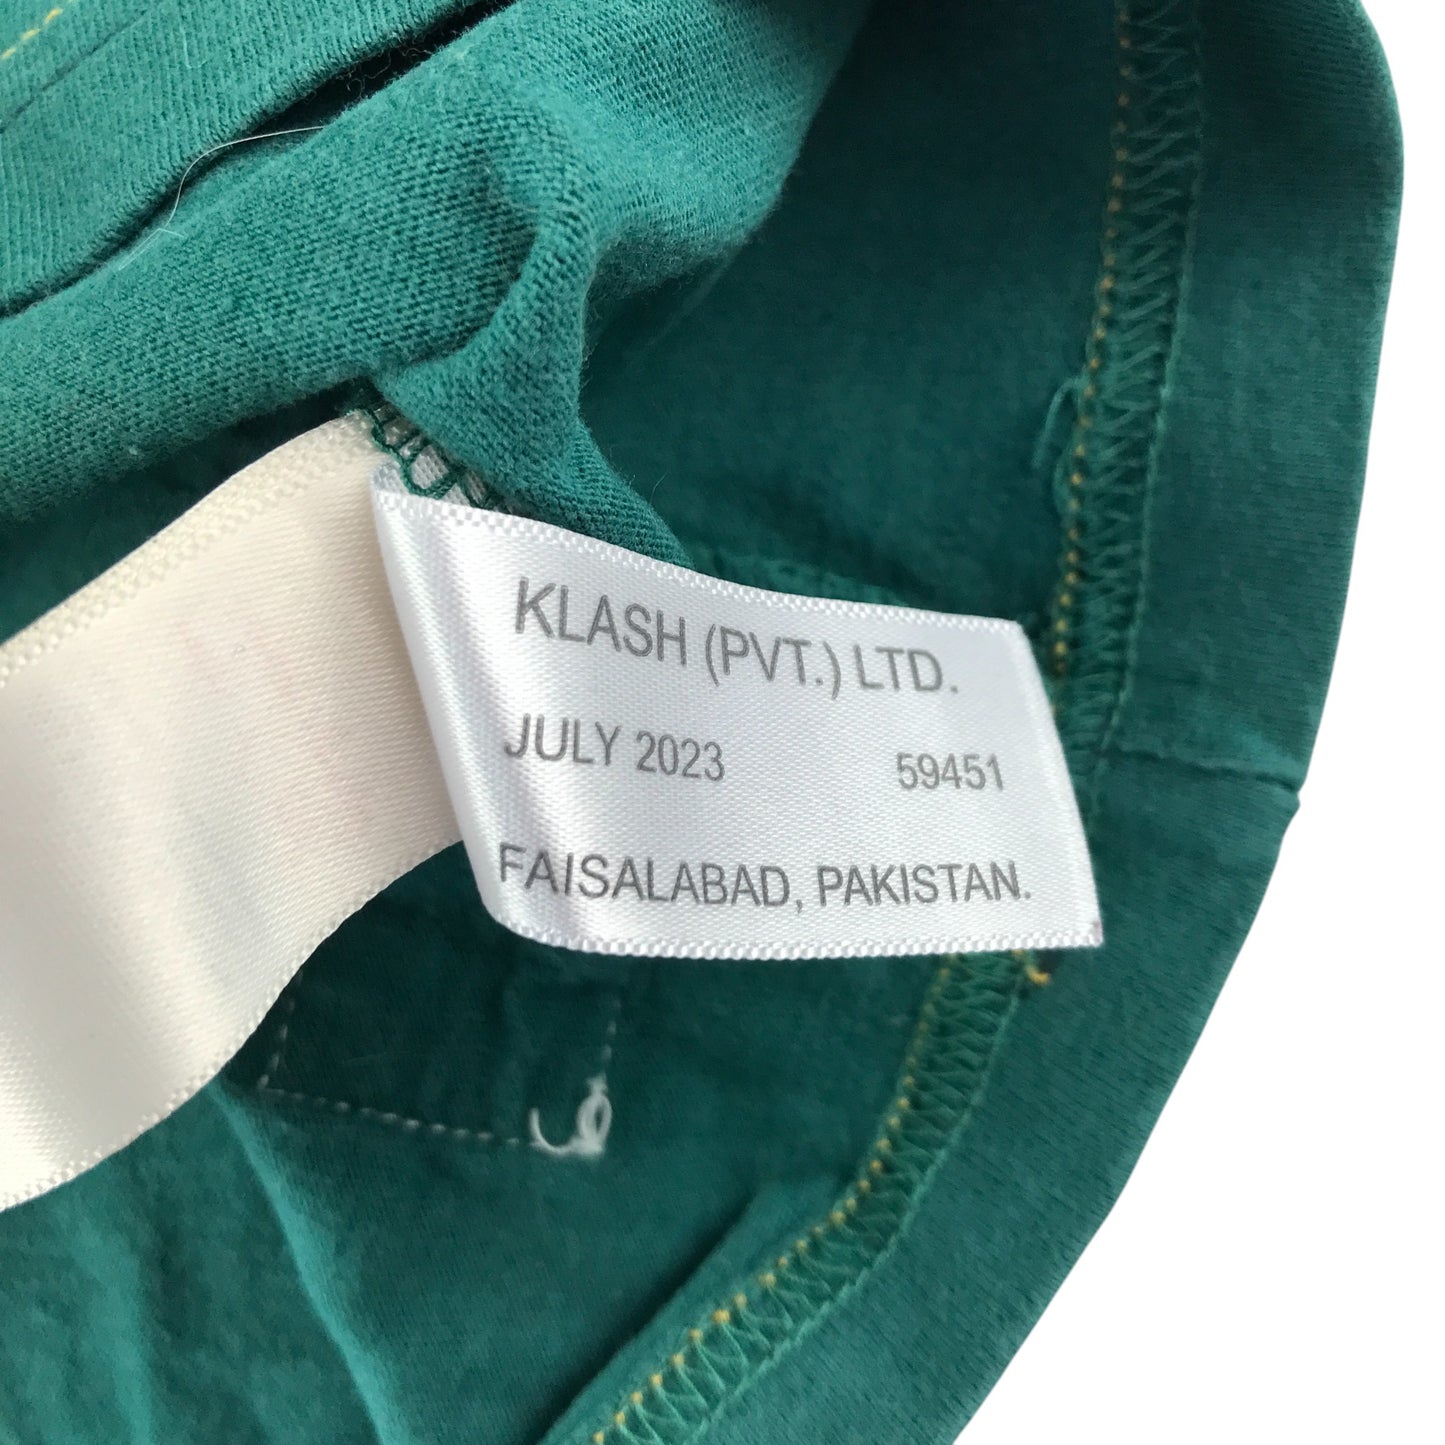 KLASH (PVT.) LTD.
JULY 2023 59451
FAISALABAD, PAKISTAN.